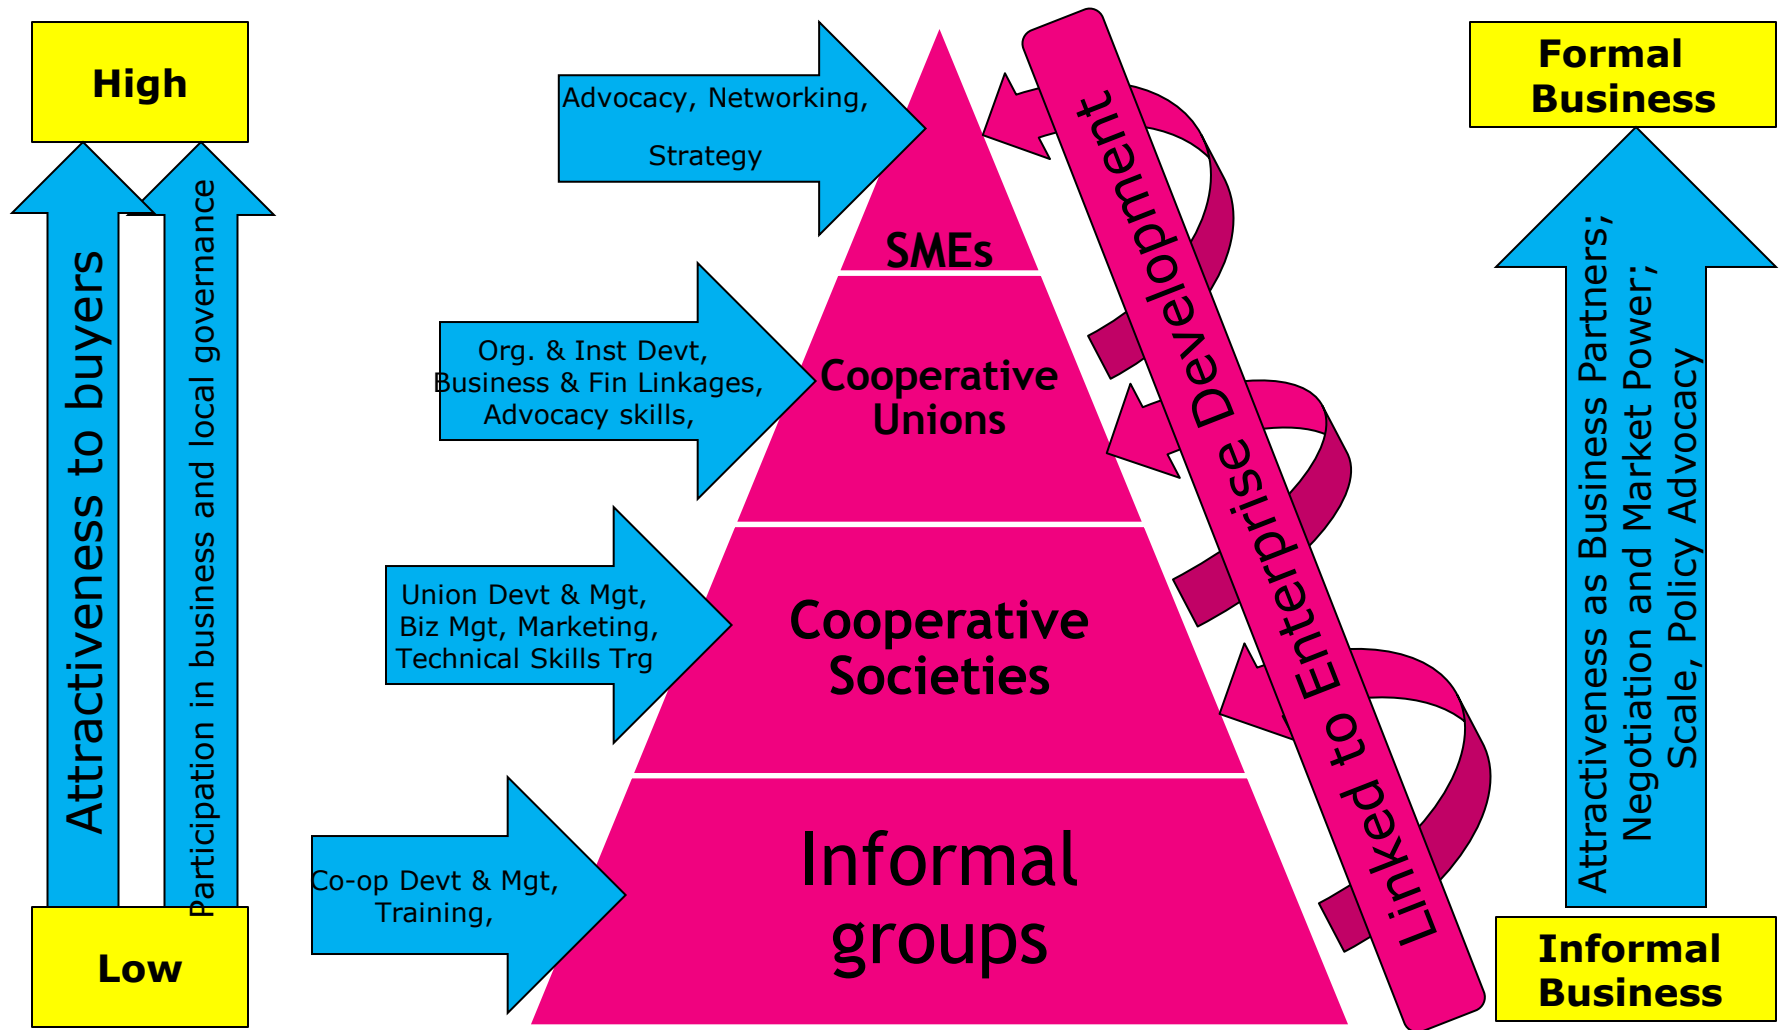 High
Attractiveness to buyers
Participation in business and local governance
Low
Advocacy, Networking,
Strategy
Org. & Inst Devt,
Business & Fin Linkages,
Advocacy skills,
Union Devt & Mgt,
Biz Mgt, Marketing,
Technical Skills Trg
Co-op Devt & Mgt,
Training,
SMEs
Cooperative
Unions
Cooperative
Societies
Informal
groups
Linked to Enterprise Development
Formal
Business
Attractiveness as Business Partners;
Negotiation and Market Power;
Scale, Policy Advocacy
Informal
Business